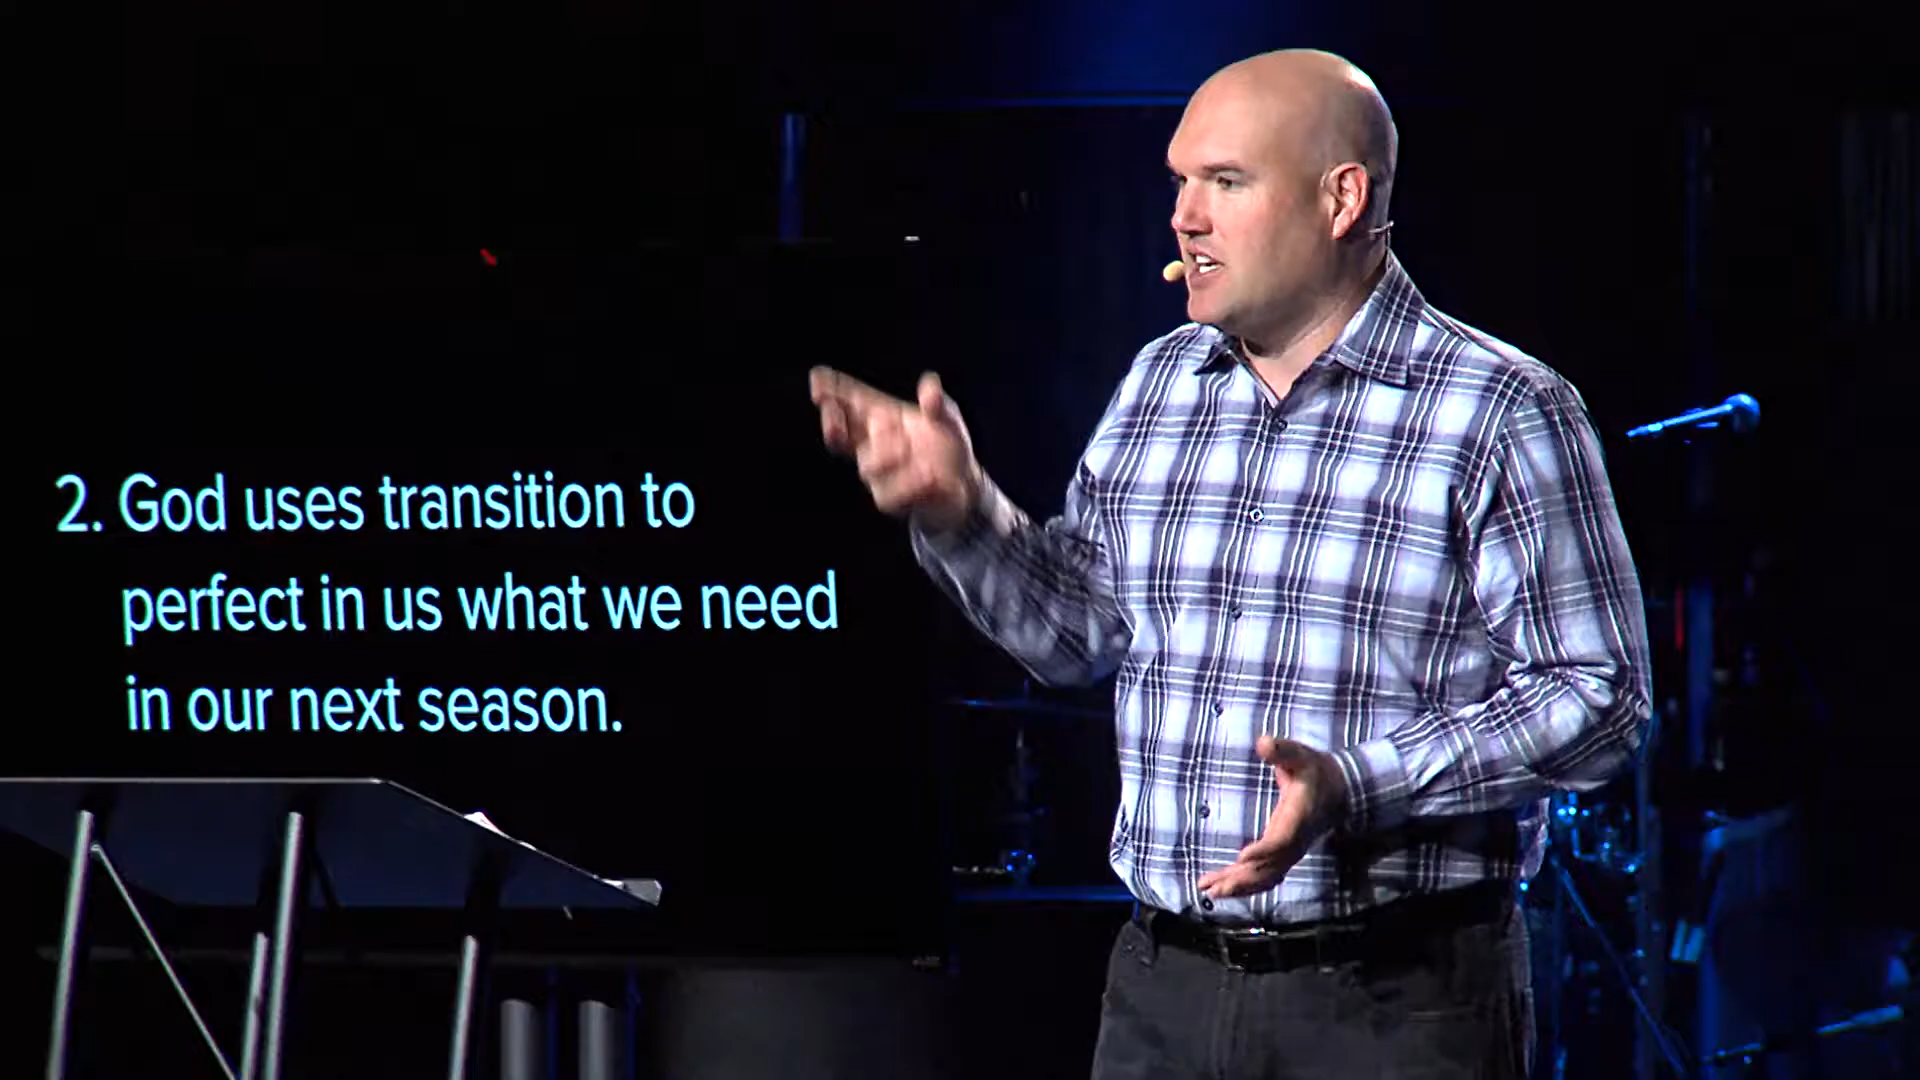 2. God uses transition to
perfect in us what we need
in our next season.